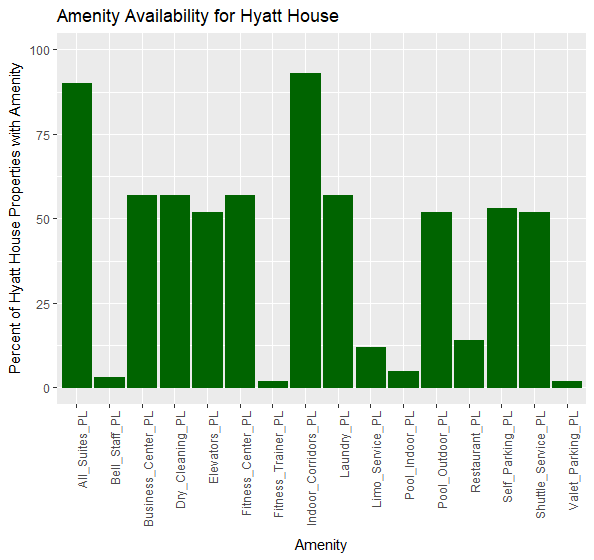 Amenity Availability for Hyatt House
Percent of Hyatt House Properties with Amenity
100
75
50
25
0
All_Suites_PL
Bell_Staff_PL
Business_Center_PL
Dry_Cleaning_PL
Elevators_PL
Fitness_Center_PL
Fitness_Trainer_PL
Indoor_Corridors_PL
Laundry_PL
Limo_Service_PL
Pool_Indoor_PL
Pool_Outdoor_PL
Restaurant_PL
Self_Parking_PL
Shuttle_Service_PL
Valet_Parking_PL
Amenity